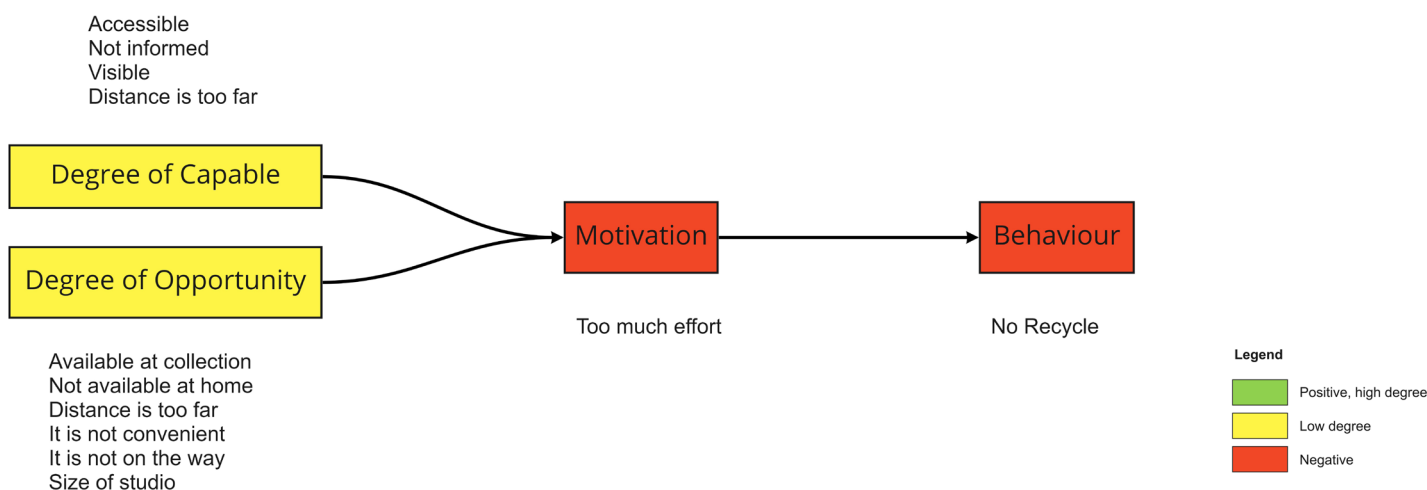 Accessible
Not informed
Visible
Distance is too far
Degree of Capable
Degree of Opportunity
Motivation
Behaviour
Too much effort
No Recycle
Available at collection
Not available at home
Distance is too far
It is not convenient
It is not on the way
Size of studio
Legend
Positive, high degree
Low degree
Negative